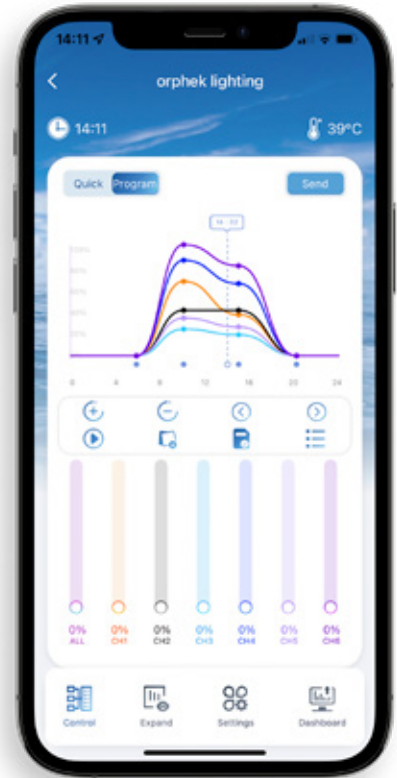 14:11
orphek lighting
14:11
39°C
Quick Program
Send
100%
0 4 8 12 16 20 24
0% 0% 0% 0% 0% 0% 0%
ALL CH1 CH2 CH3 CH4 CH5 CH6
Control Expand Settings Dashboard